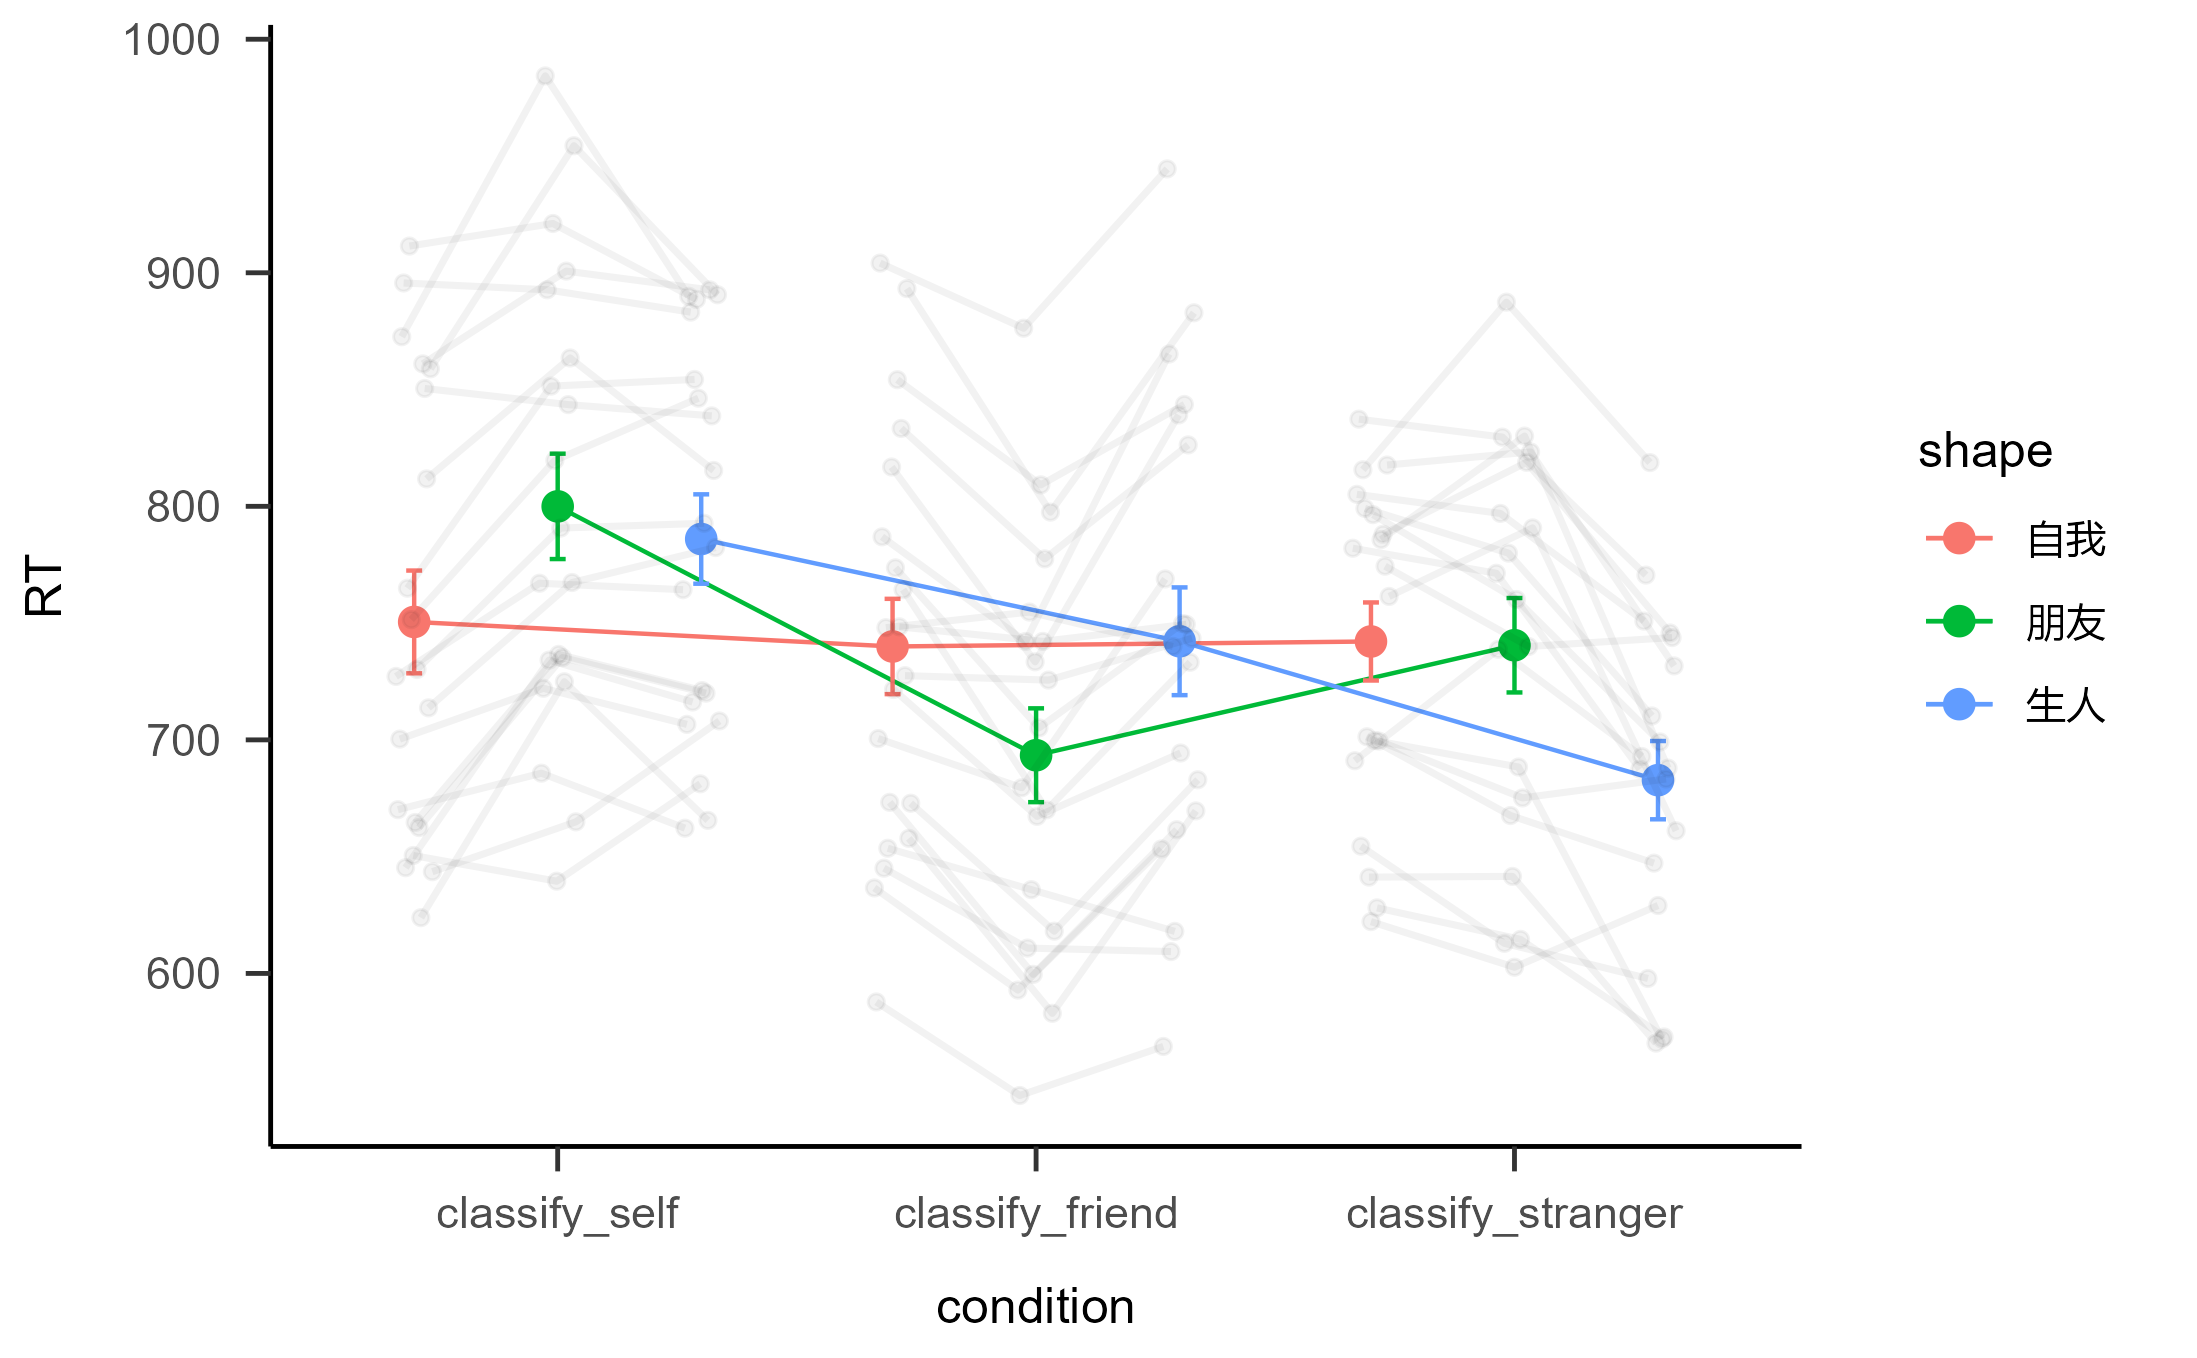 1000
900
800
700
600
RT
classify_self
classify_friend
classify_stranger
condition
shape
自我
朋友
生人